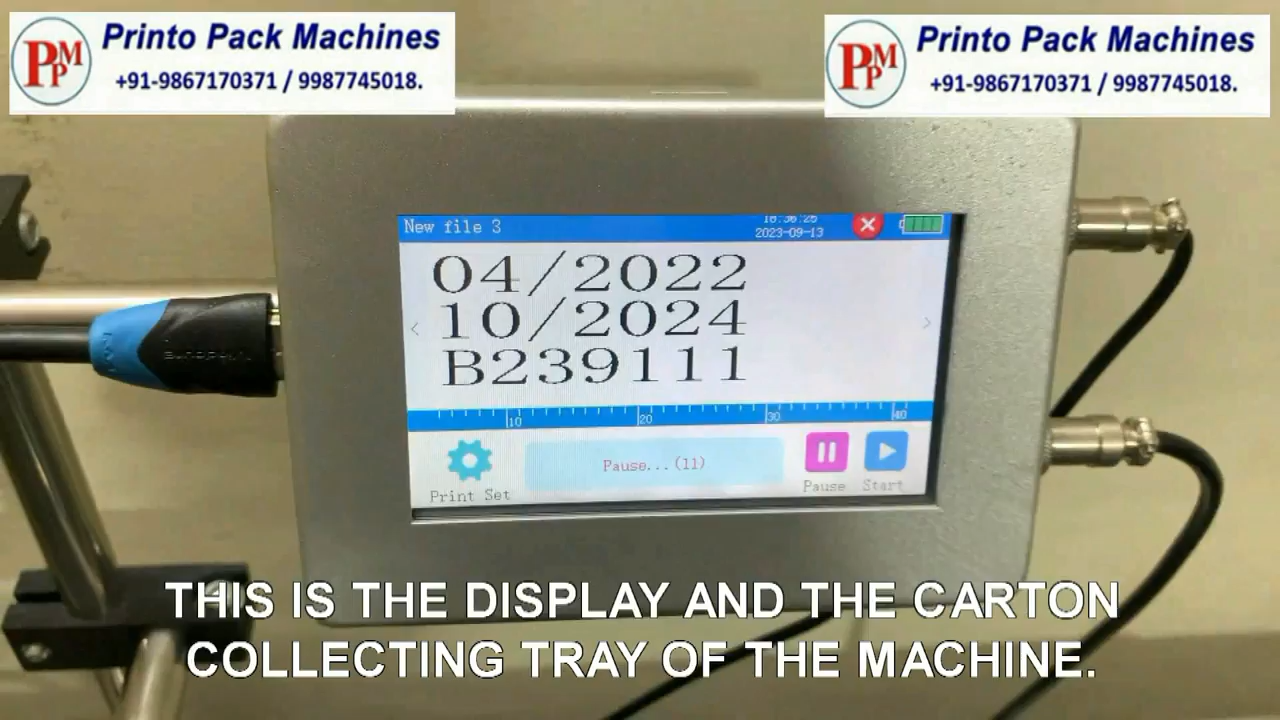 PPM
Printo Pack Machines
+91-9867170371 / 9987745018.
PPM
Printo Pack Machines
+91-9867170371 / 9987745018.
New file 3
2023-09-13
04/2022
10/2024
B239111
10 20 30 40
Print Set
Pause...(11)
Pause
Start
THIS IS THE DISPLAY AND THE CARTON
COLLECTING TRAY OF THE MACHINE.